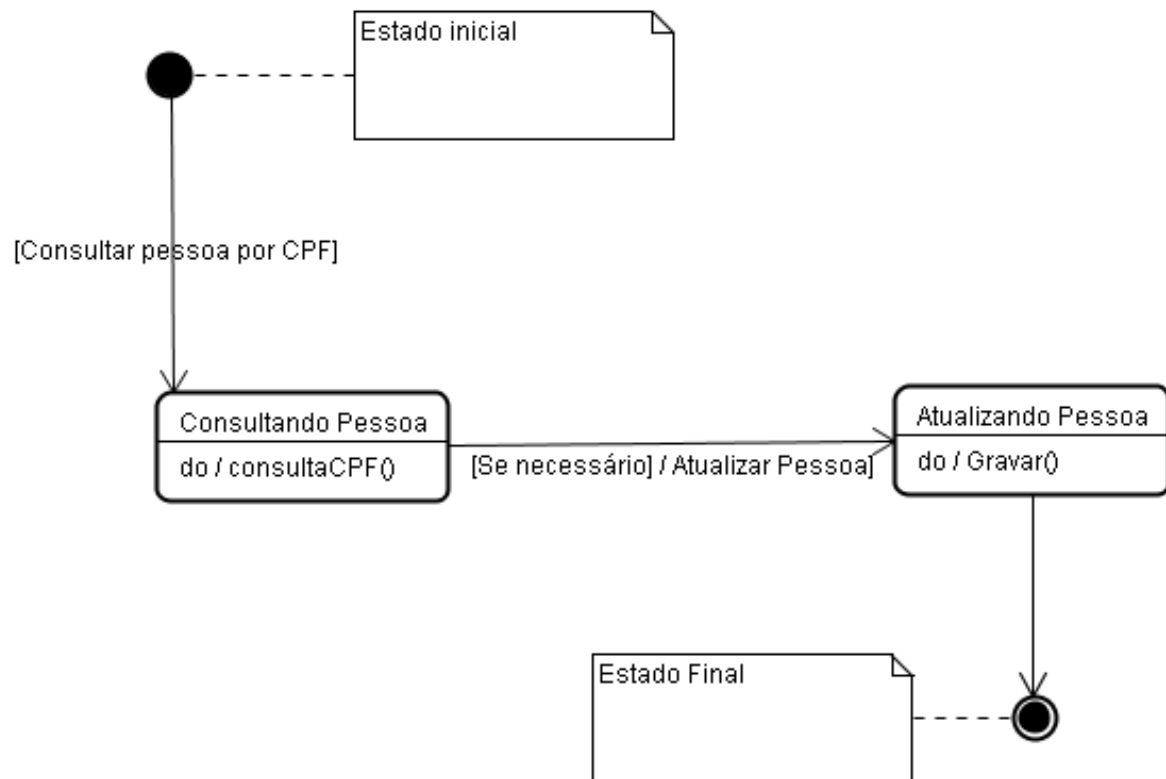 Estado inicial
[Consultar pessoa por CPF]
Consultando Pessoa
do / consultaCPF()
[Se necessário] / Atualizar Pessoa]
Atualizando Pessoa
do / Gravar()
Estado Final